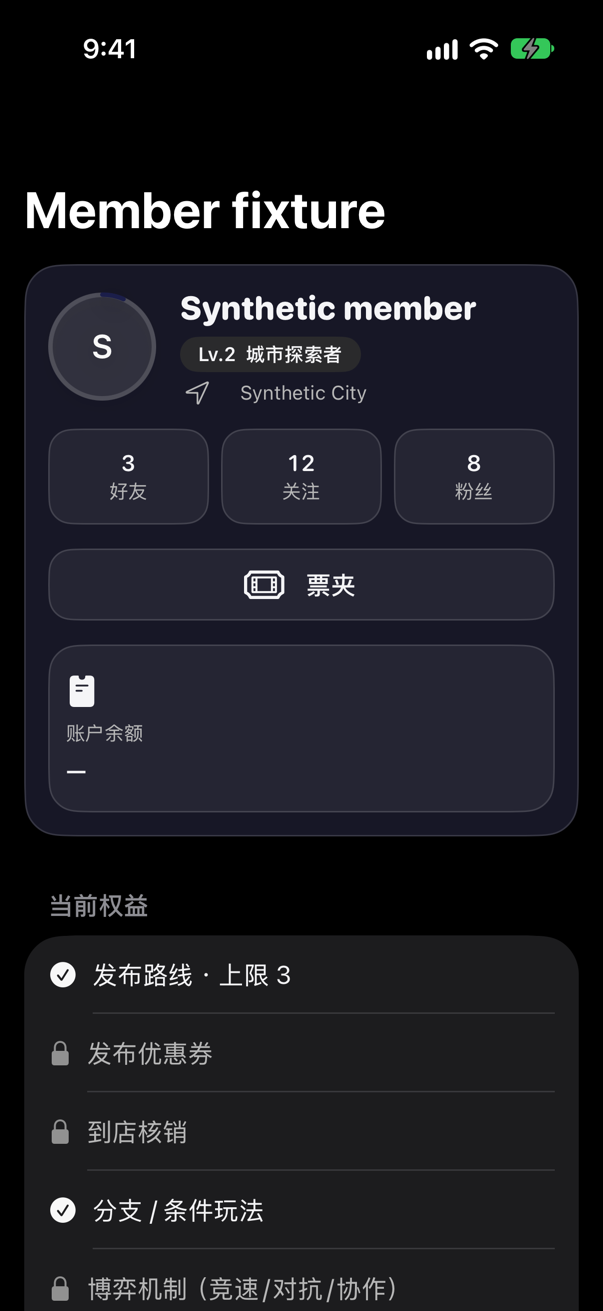 9:41
Member fixture
S
Synthetic member
Lv.2 城市探索者
Synthetic City
3
好友
12
关注
8
粉丝
票夹
账户余额
—
当前权益
发布路线 · 上限 3
发布优惠券
到店核销
分支 / 条件玩法
博弈机制（竞速/对抗/协作）